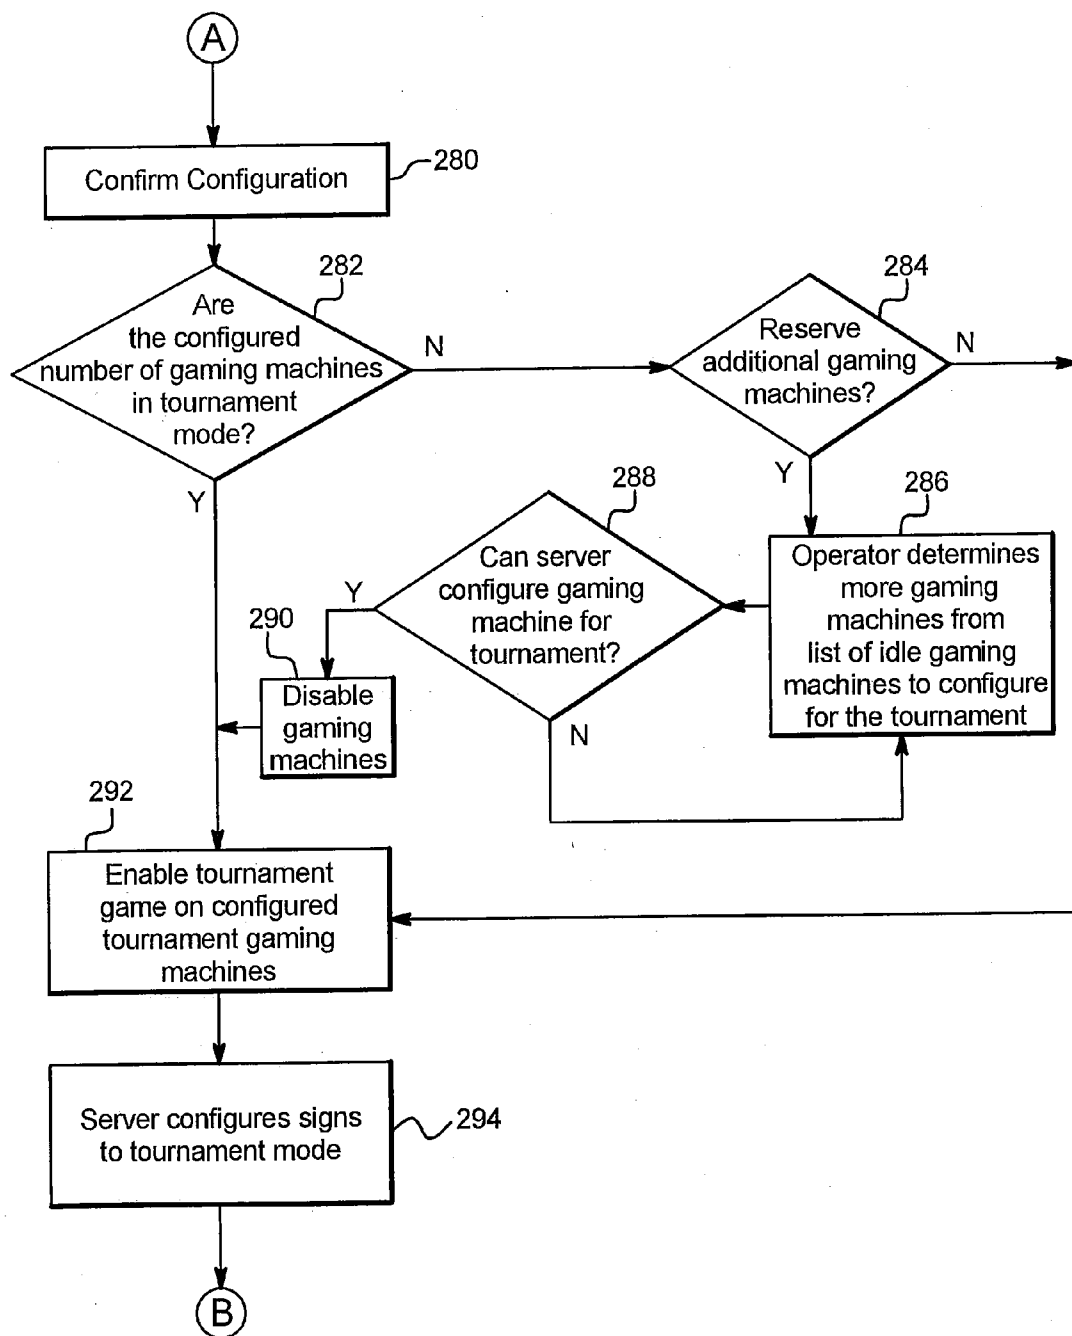 A
Confirm Configuration
280
282
Are
the configured
number of gaming machines
in tournament
mode?
N
Y
284
Reserve
additional gaming
machines?
N
Y
286
Operator determines
more gaming
machines from
list of idle gaming
machines to configure
for the tournament
288
Can server
configure gaming
machine for
tournament?
Y
N
290
Disable
gaming
machines
292
Enable tournament
game on configured
tournament gaming
machines
Server configures signs
to tournament mode
294
B